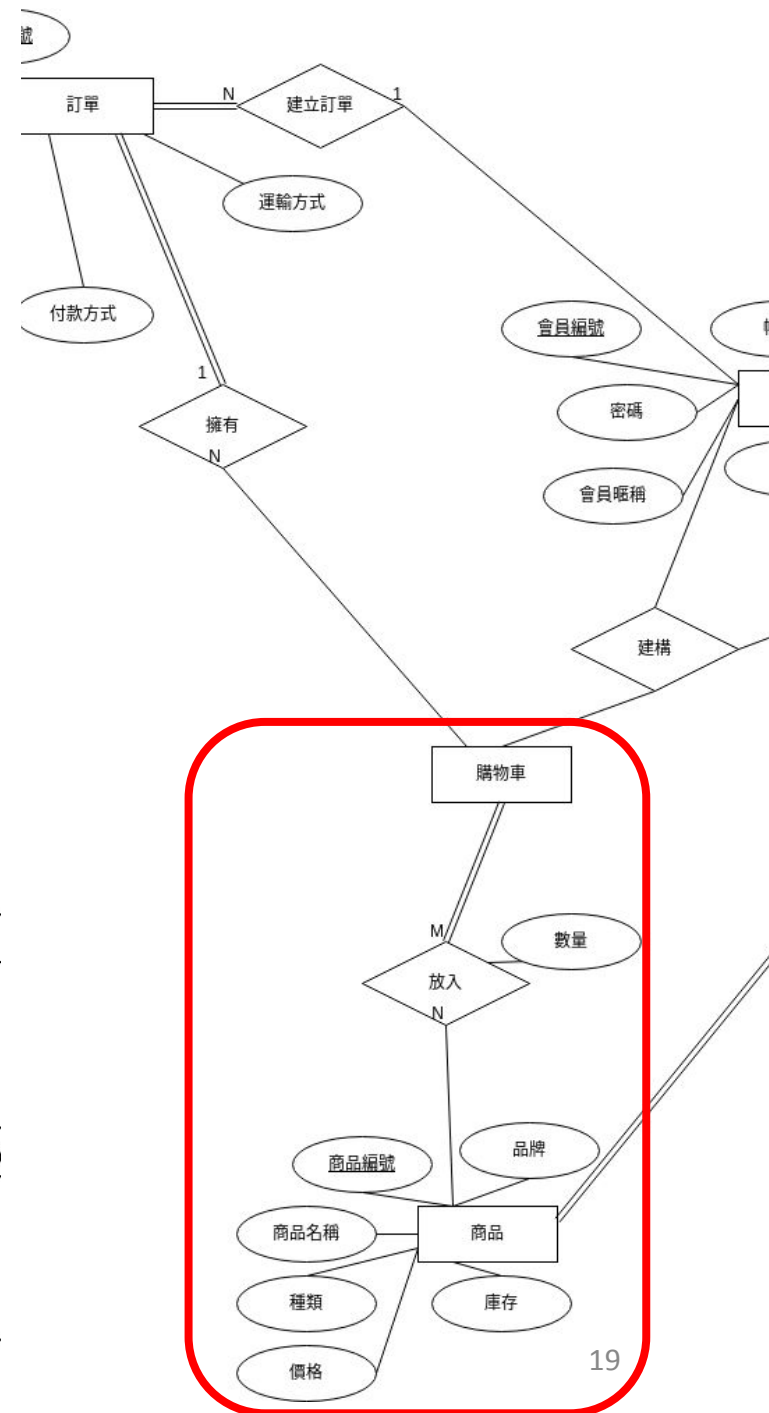 號
訂單
N
建立訂單
1
運輸方式
付款方式
會員編號
1
擁有
N
密碼
會員暱稱
建構
購物車
M
數量
放入
N
商品編號
品牌
商品名稱
商品
種類
庫存
價格
19